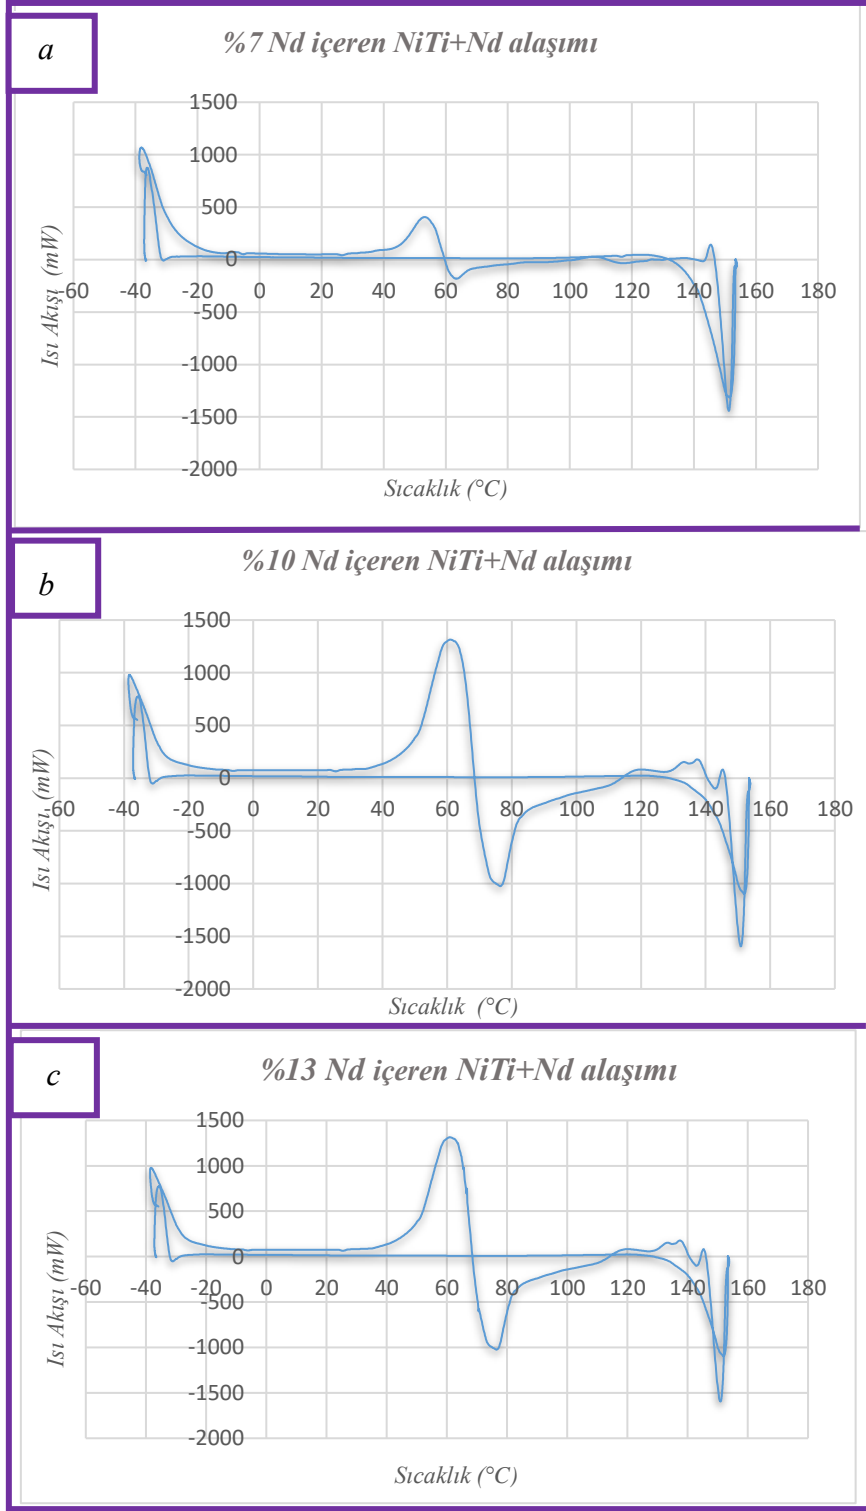 a
%7 Nd içeren NiTi+Nd alaşımı
1500
1000
500
0
-500
-1000
-1500
-2000
-60 -40 -20 0 20 40 60 80 100 120 140 160 180
Isı Akışı (mW)
Sıcaklık (°C)
b
%10 Nd içeren NiTi+Nd alaşımı
1500
1000
500
0
-500
-1000
-1500
-2000
-60 -40 -20 0 20 40 60 80 100 120 140 160 180
Isı Akışı (mW)
Sıcaklık (°C)
c
%13 Nd içeren NiTi+Nd alaşımı
1500
1000
500
0
-500
-1000
-1500
-2000
-60 -40 -20 0 20 40 60 80 100 120 140 160 180
Isı Akışı (mW)
Sıcaklık (°C)